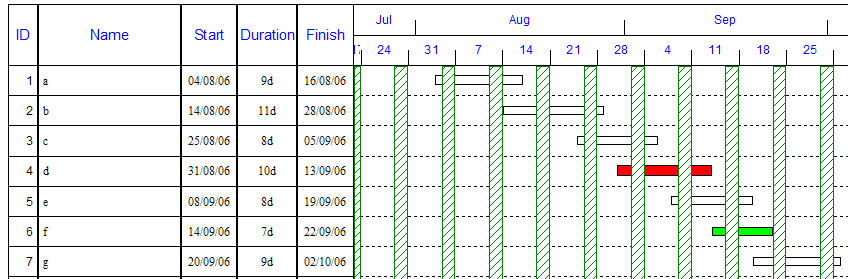 Jul Aug Sep
ID Name Start Duration Finish
24 31 7 14 21 28 4 11 18 25
1 a 04/08/06 9d 16/08/06
2 b 14/08/06 11d 28/08/06
3 c 25/08/06 8d 05/09/06
4 d 31/08/06 10d 13/09/06
5 e 08/09/06 8d 19/09/06
6 f 14/09/06 7d 22/09/06
7 g 20/09/06 9d 02/10/06